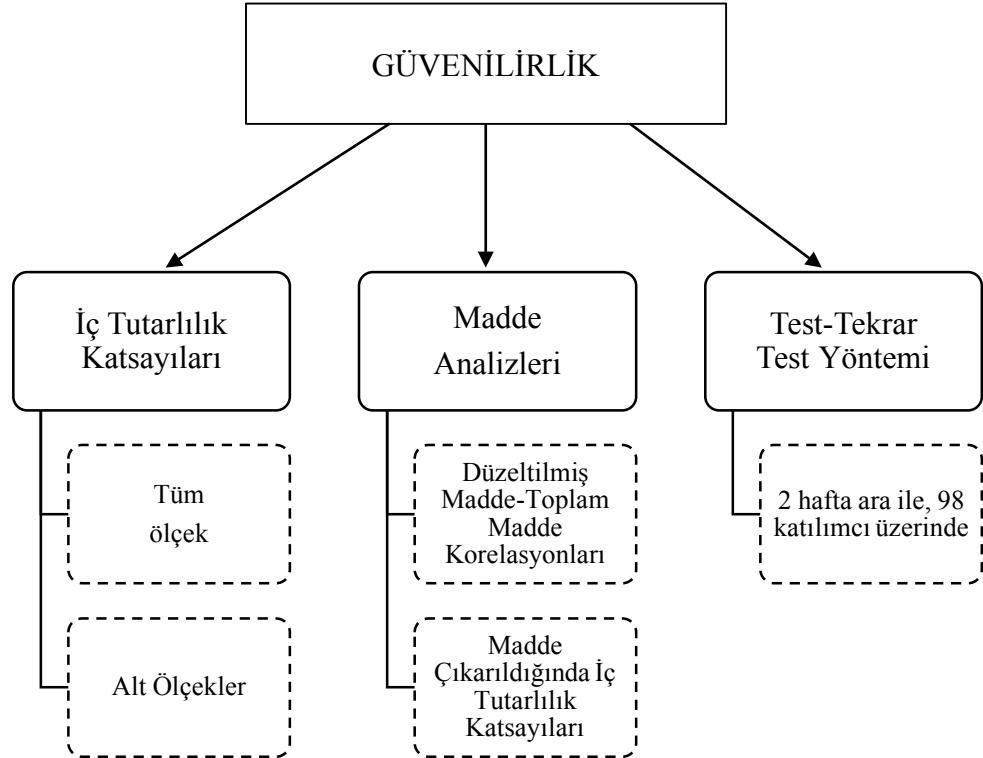 GÜVENİLİRLİK
İç Tutarlılık
Katsayıları
Tüm
ölçek
Alt Ölçekler
Madde
Analizleri
Düzeltilmiş
Madde-Toplam
Madde
Korelasyonları
Madde
Çıkarıldığında İç
Tutarlılık
Katsayıları
Test-Tekrar
Test Yöntemi
2 hafta ara ile, 98
katılımcı üzerinde